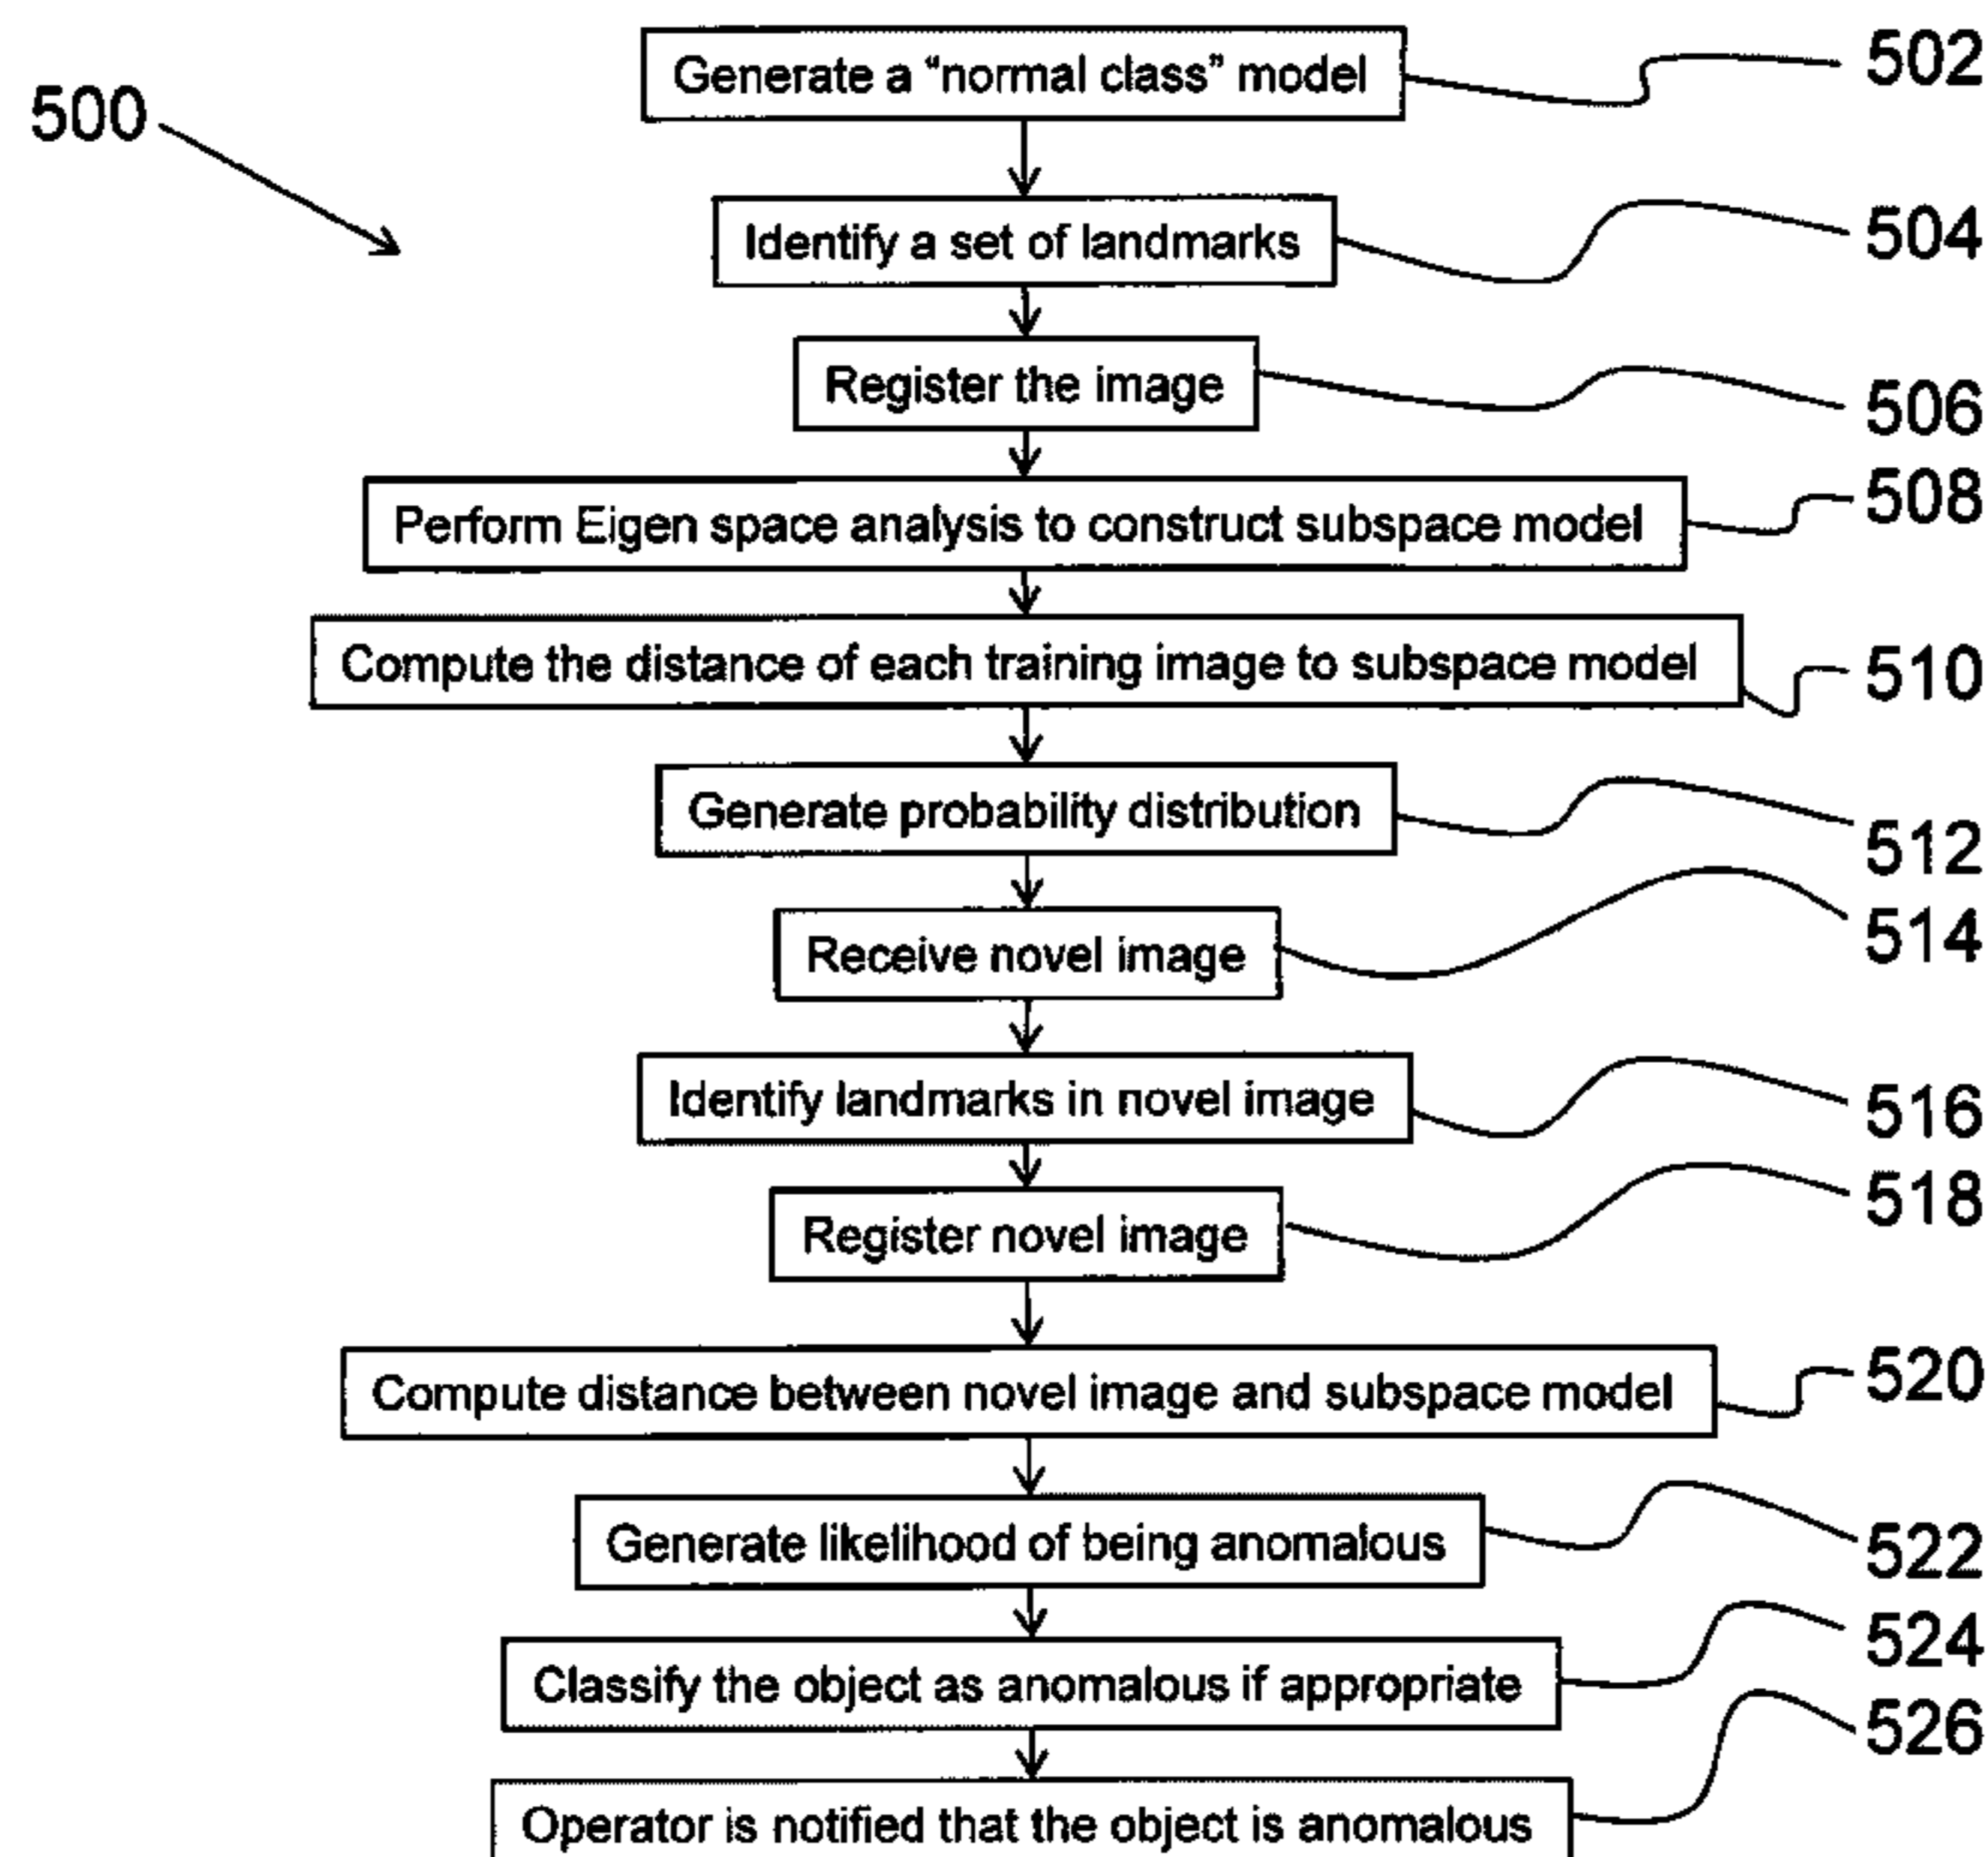 500
Generate a “normal class” model
502
Identify a set of landmarks
504
Register the image
506
Perform Eigen space analysis to construct subspace model
508
Compute the distance of each training image to subspace model
510
Generate probability distribution
512
Receive novel image
514
Identify landmarks in novel image
516
Register novel image
518
Compute distance between novel image and subspace model
520
Generate likelihood of being anomalous
522
Classify the object as anomalous if appropriate
524
Operator is notified that the object is anomalous
526